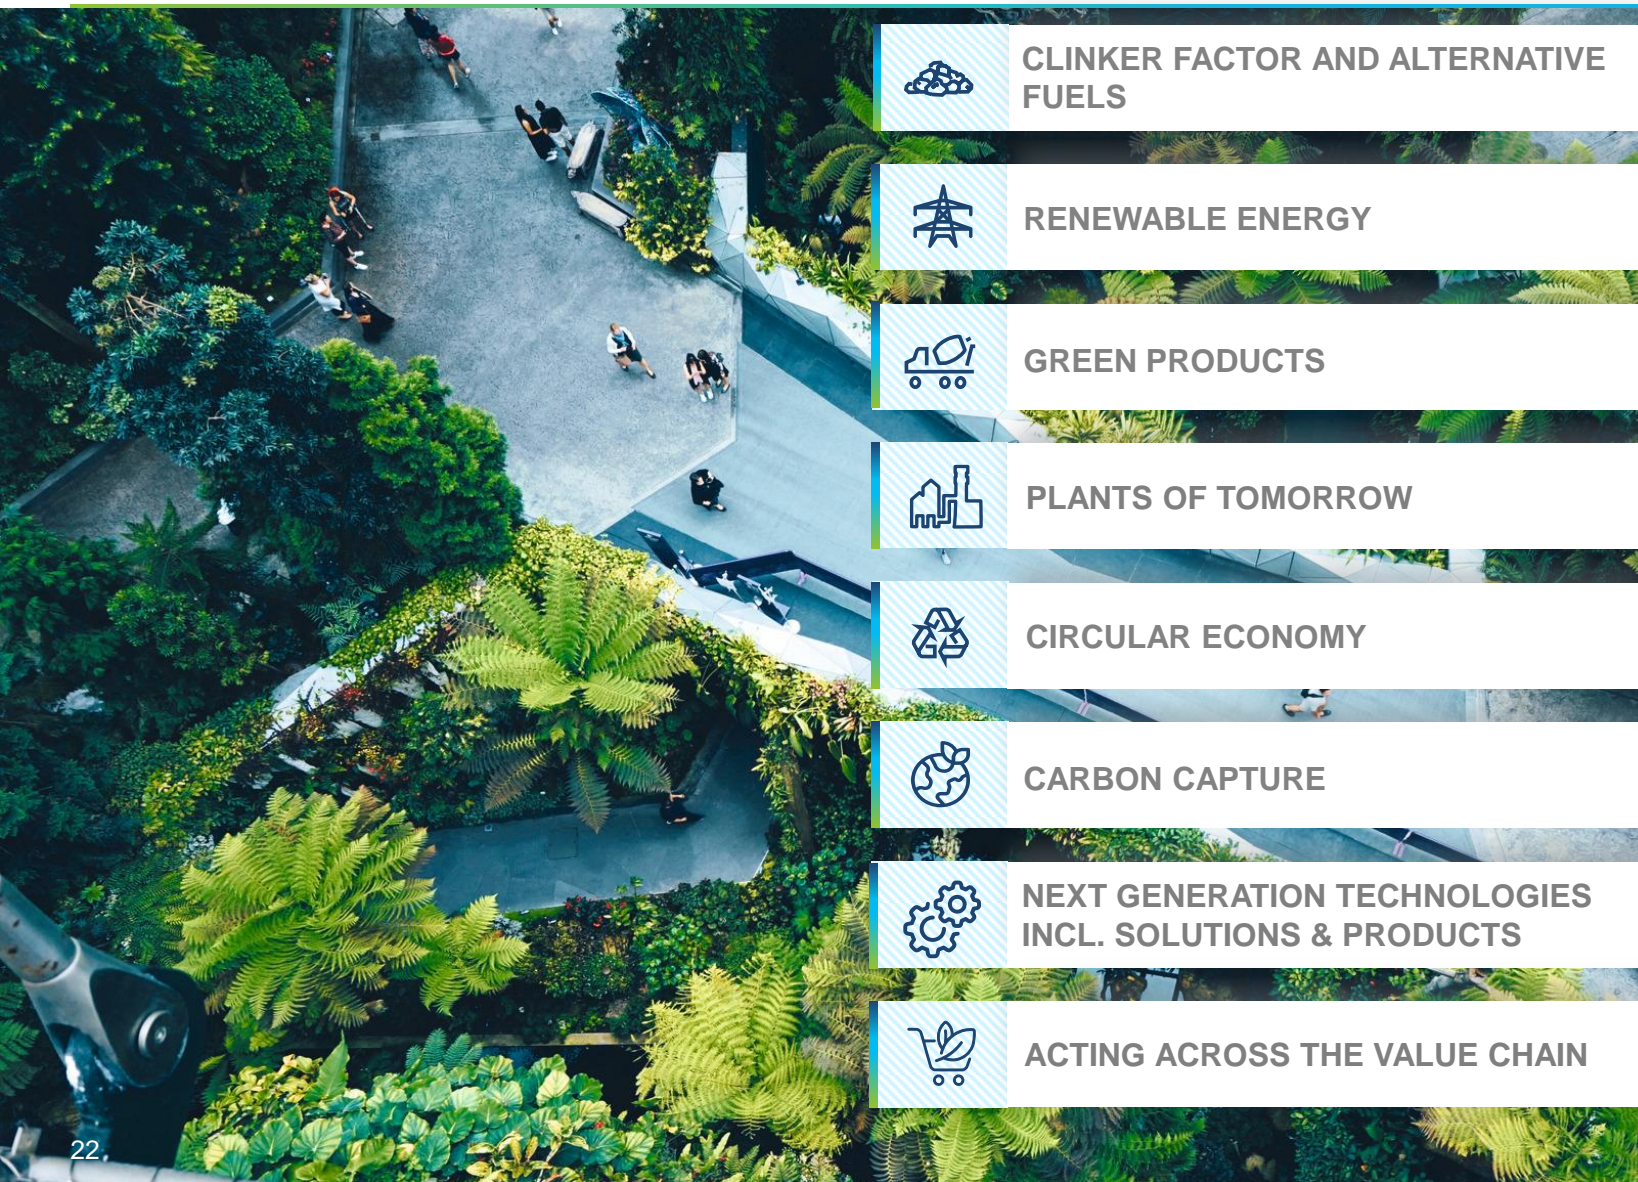 CLINKER FACTOR AND ALTERNATIVE
FUELS
RENEWABLE ENERGY
GREEN PRODUCTS
PLANTS OF TOMORROW
CIRCULAR ECONOMY
CARBON CAPTURE
NEXT GENERATION TECHNOLOGIES
INCL. SOLUTIONS & PRODUCTS
ACTING ACROSS THE VALUE CHAIN
22